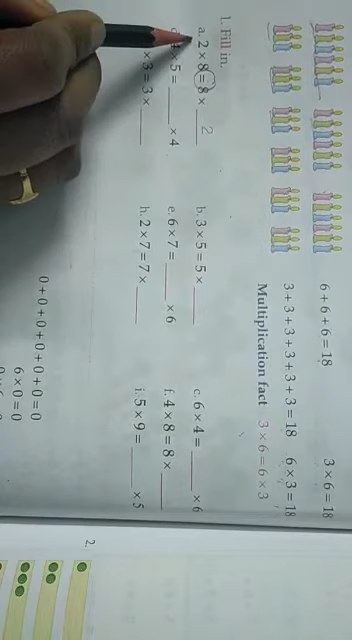 6 + 6 + 6 = 18 3 × 6 = 18
3 + 3 + 3 + 3 + 3 + 3 = 18 6 × 3 = 18
Multiplication fact 3 × 6 = 6 × 3
1. Fill in.
a. 2 × 8 = 8 × 2 b. 3 × 5 = 5 × ____ c. 6 × 4 = ____ × 6
4 × 5 = ____ × 4 e. 6 × 7 = ____ × 6 f. 4 × 8 = 8 × ____
× 3 = 3 × ____ h. 2 × 7 = 7 × ____ i. 5 × 9 = ____ × 5
0 + 0 + 0 + 0 + 0 + 0 = 0
6 × 0 = 0
2.